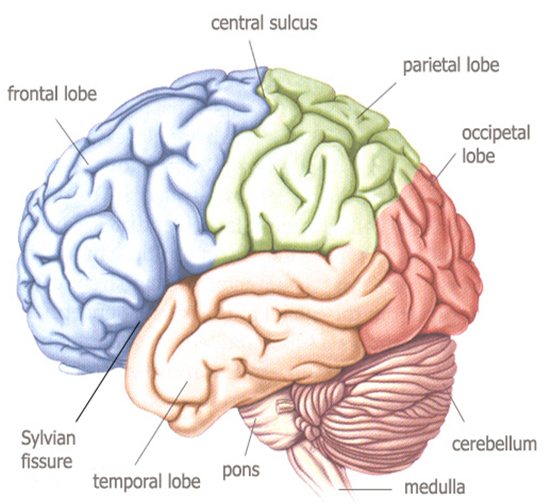 central sulcus
parietal lobe
frontal lobe
occipetal
lobe
Sylvian
fissure
temporal lobe
pons
cerebellum
medulla